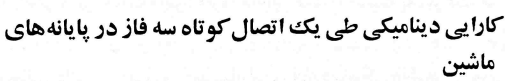 کارایی دینامیکی طی یک اتصال کوتاه سه فاز در پایانه‌های
ماشین